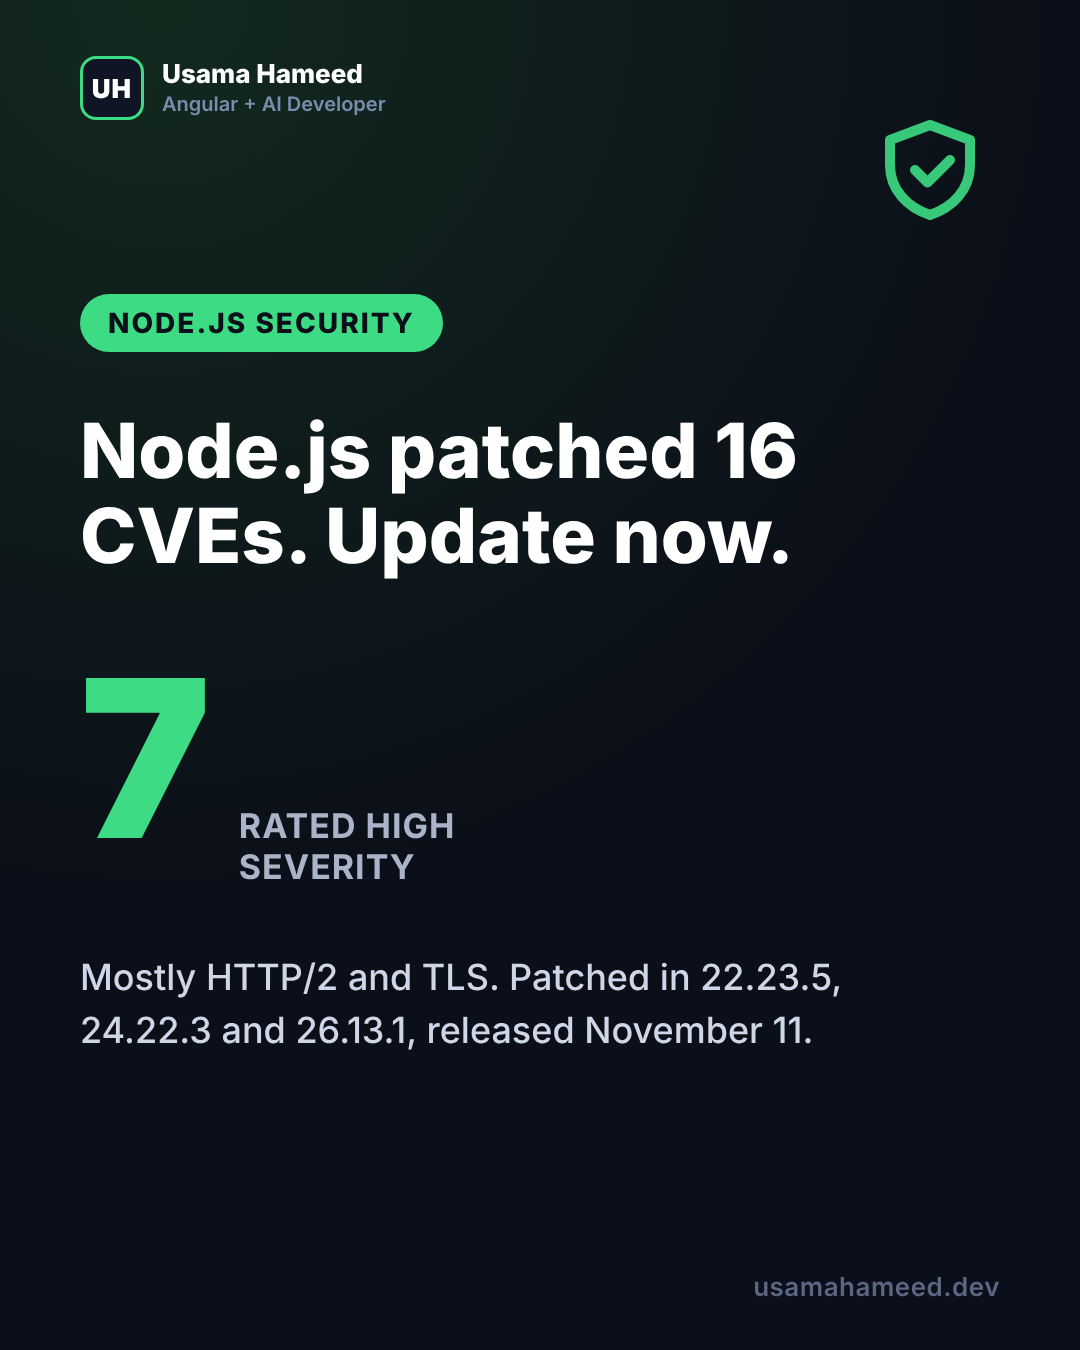 UH
Usama Hameed
Angular + AI Developer
NODE.JS SECURITY
Node.js patched 16
CVEs. Update now.
7
RATED HIGH
SEVERITY
Mostly HTTP/2 and TLS. Patched in 22.23.5,
24.22.3 and 26.13.1, released November 11.
usamahameed.dev